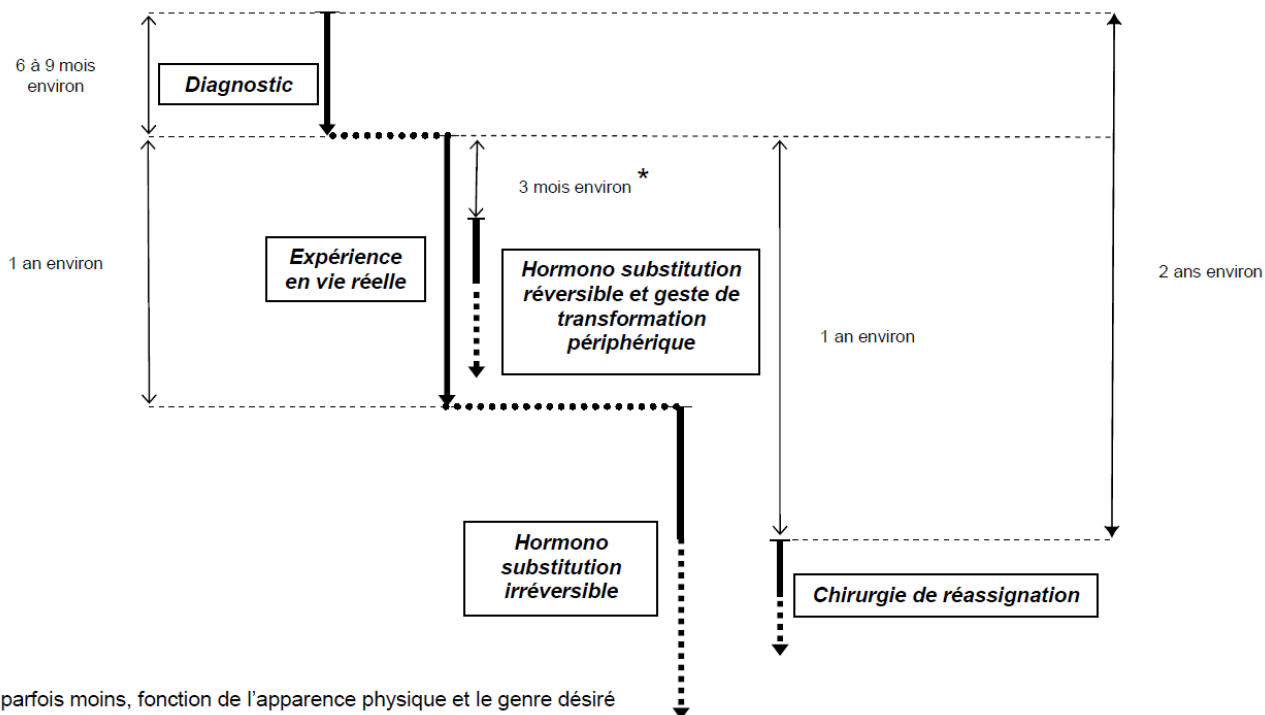 6 à 9 mois
environ
Diagnostic
3 mois environ *
1 an environ
Expérience
en vie réelle
Hormono substitution
réversible et geste de
transformation
périphérique
1 an environ
2 ans environ
Hormono
substitution
irréversible
Chirurgie de réassignation
parfois moins, fonction de l'apparence physique et le genre désiré